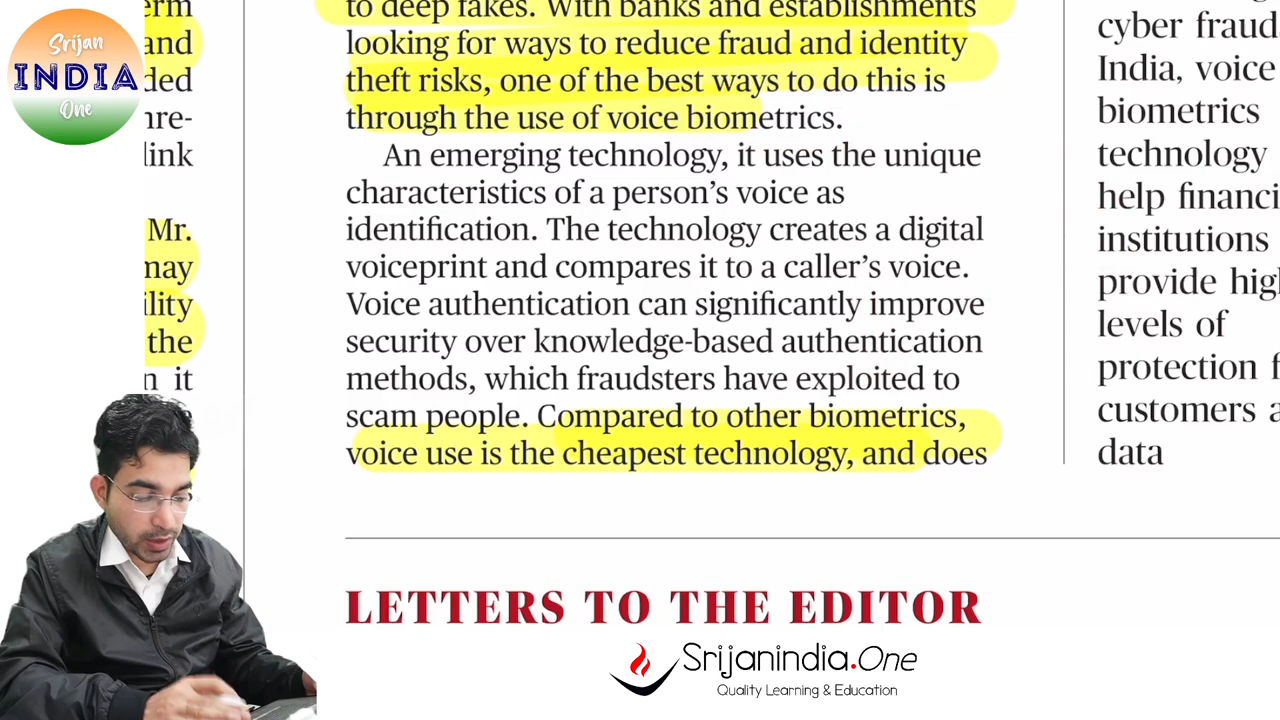 Srijan
INDIA
One
and
link
Mr.
may
the
it
to deep fakes. With banks and establishments
looking for ways to reduce fraud and identity
theft risks, one of the best ways to do this is
through the use of voice biometrics.
An emerging technology, it uses the unique
characteristics of a person’s voice as
identification. The technology creates a digital
voiceprint and compares it to a caller’s voice.
Voice authentication can significantly improve
security over knowledge-based authentication
methods, which fraudsters have exploited to
scam people. Compared to other biometrics,
voice use is the cheapest technology, and does
cyber fraud
India, voice
biometrics
technology
help financi
institutions
provide hig
levels of
protection f
customers a
data
LETTERS TO THE EDITOR
Srijanindia.One
Quality Learning & Education